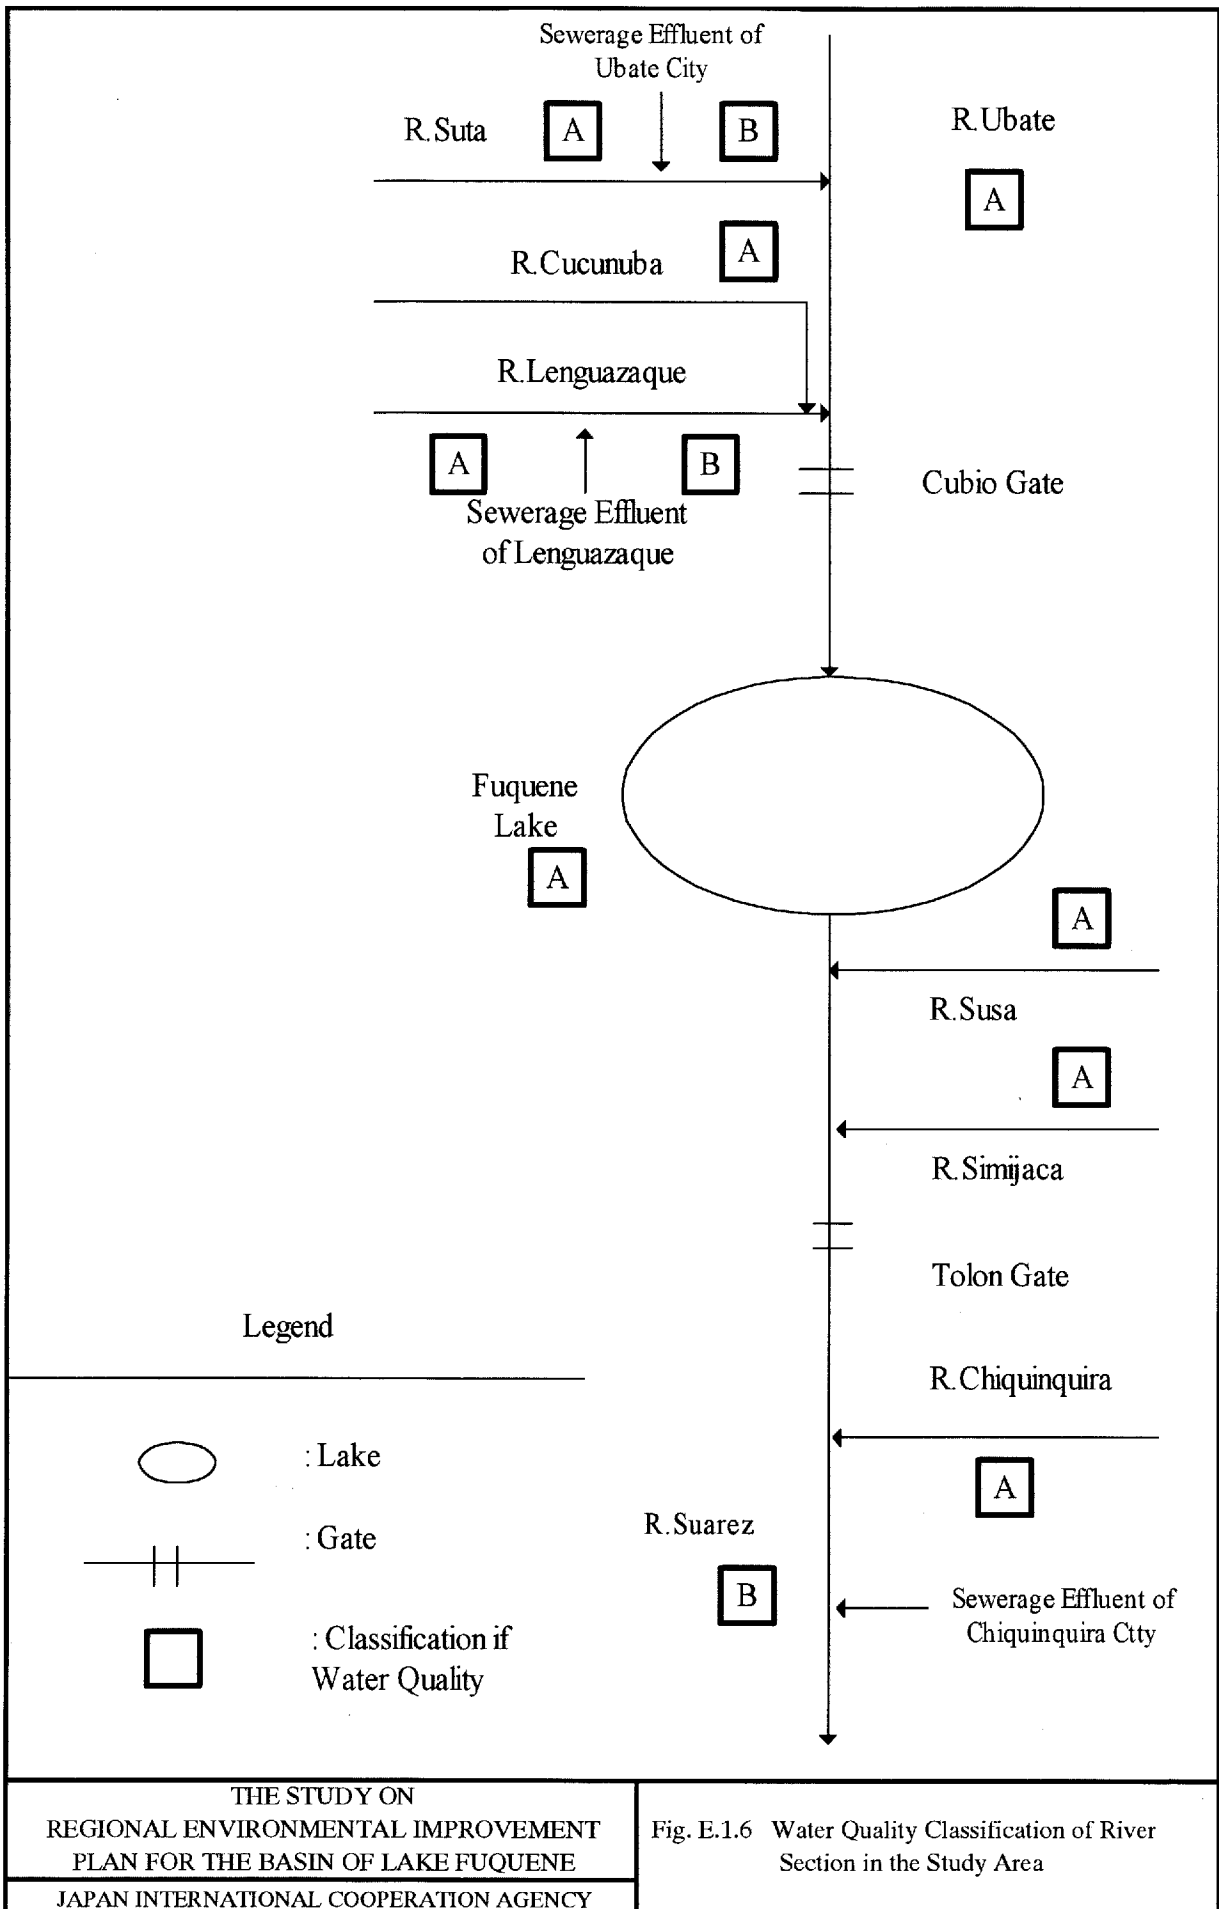 Sewerage Effluent of
Ubate City
R.Suta
A
B
R.Ubate
A
R.Cucunuba
A
R.Lenguazaque
A
B
Cubio Gate
Sewerage Effluent
of Lenguazaque
Fuquene
Lake
A
A
R.Susa
A
R.Simijaca
Tolon Gate
Legend
R.Chiquinquira
: Lake
A
: Gate
R.Suarez
B
Sewerage Effluent of
Chiquinquira Ctty
: Classification if
Water Quality
THE STUDY ON
REGIONAL ENVIRONMENTAL IMPROVEMENT
PLAN FOR THE BASIN OF LAKE FUQUENE
JAPAN INTERNATIONAL COOPERATION AGENCY
Fig. E.1.6 Water Quality Classification of River
Section in the Study Area